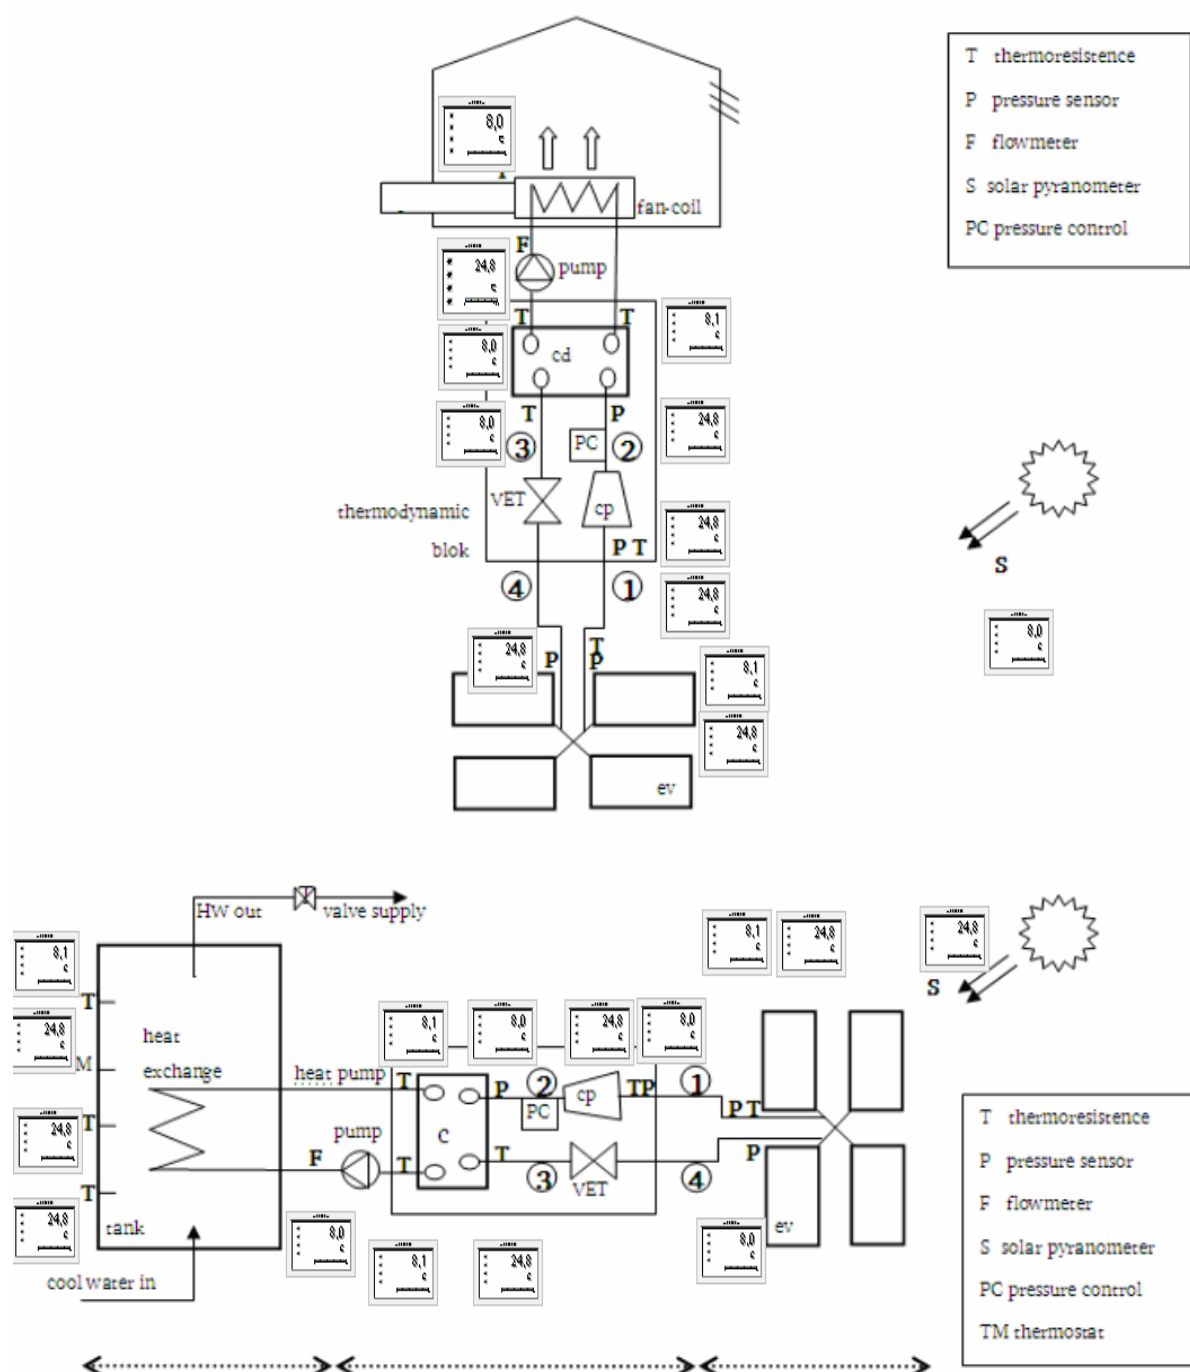 T thermoresistence
P pressure sensor
F flowmeter
S solar pyranometer
PC pressure control
8,0
c
fan-coil
F
24,8
c
pump
T
T
8,1
c
8,0
c
cd
T
P
8,0
c
24,8
c
3
PC
2
VET
cp
thermodynamic
blok
24,8
c
P T
4
1
24,8
c
S
8,0
c
24,8
c
P
T
P
8,1
c
24,8
c
ev
HW out
T
valve supply
8,1
c
24,8
c
24,8
c
S
8,1
c
T
24,8
c
M
heat
exchange
heat pump
8,1
c
8,0
c
24,8
c
8,0
c
T
P
2
cp
TP
1
PC
P T
24,8
c
T
pump
C
F
T
T
3
VET
4
P
T
tank
24,8
c
8,0
c
8,1
c
24,8
c
8,0
c
ev
cool water in
T thermoresistence
P pressure sensor
F flowmeter
S solar pyranometer
PC pressure control
TM thermostat